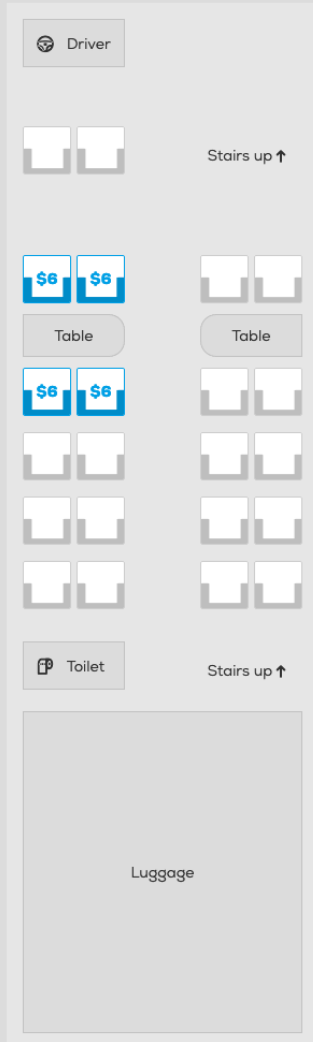 Driver
Stairs up ↑
$6 $6
Table Table
$6 $6
Toilet
Stairs up ↑
Luggage